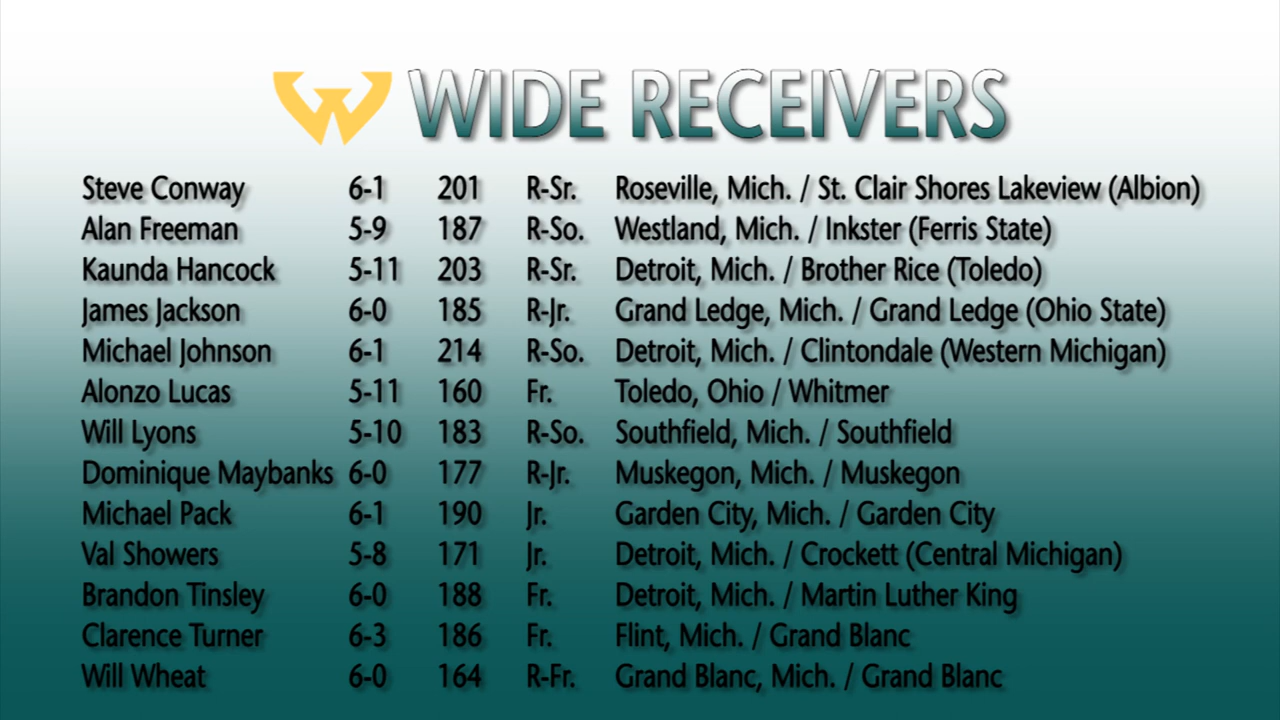 WIDE RECEIVERS
Steve Conway 6-1 201 R-Sr. Roseville, Mich. / St. Clair Shores Lakeview (Albion)
Alan Freeman 5-9 187 R-So. Westland, Mich. / Inkster (Ferris State)
Kaunda Hancock 5-11 203 R-Sr. Detroit, Mich. / Brother Rice (Toledo)
James Jackson 6-0 185 R-Jr. Grand Ledge, Mich. / Grand Ledge (Ohio State)
Michael Johnson 6-1 214 R-So. Detroit, Mich. / Clintondale (Western Michigan)
Alonzo Lucas 5-11 160 Fr. Toledo, Ohio / Whitmer
Will Lyons 5-10 183 R-So. Southfield, Mich. / Southfield
Dominique Maybanks 6-0 177 R-Jr. Muskegon, Mich. / Muskegon
Michael Pack 6-1 190 Jr. Garden City, Mich. / Garden City
Val Showers 5-8 171 Jr. Detroit, Mich. / Crockett (Central Michigan)
Brandon Tinsley 6-0 188 Fr. Detroit, Mich. / Martin Luther King
Clarence Turner 6-3 186 Fr. Flint, Mich. / Grand Blanc
Will Wheat 6-0 164 R-Fr. Grand Blanc, Mich. / Grand Blanc